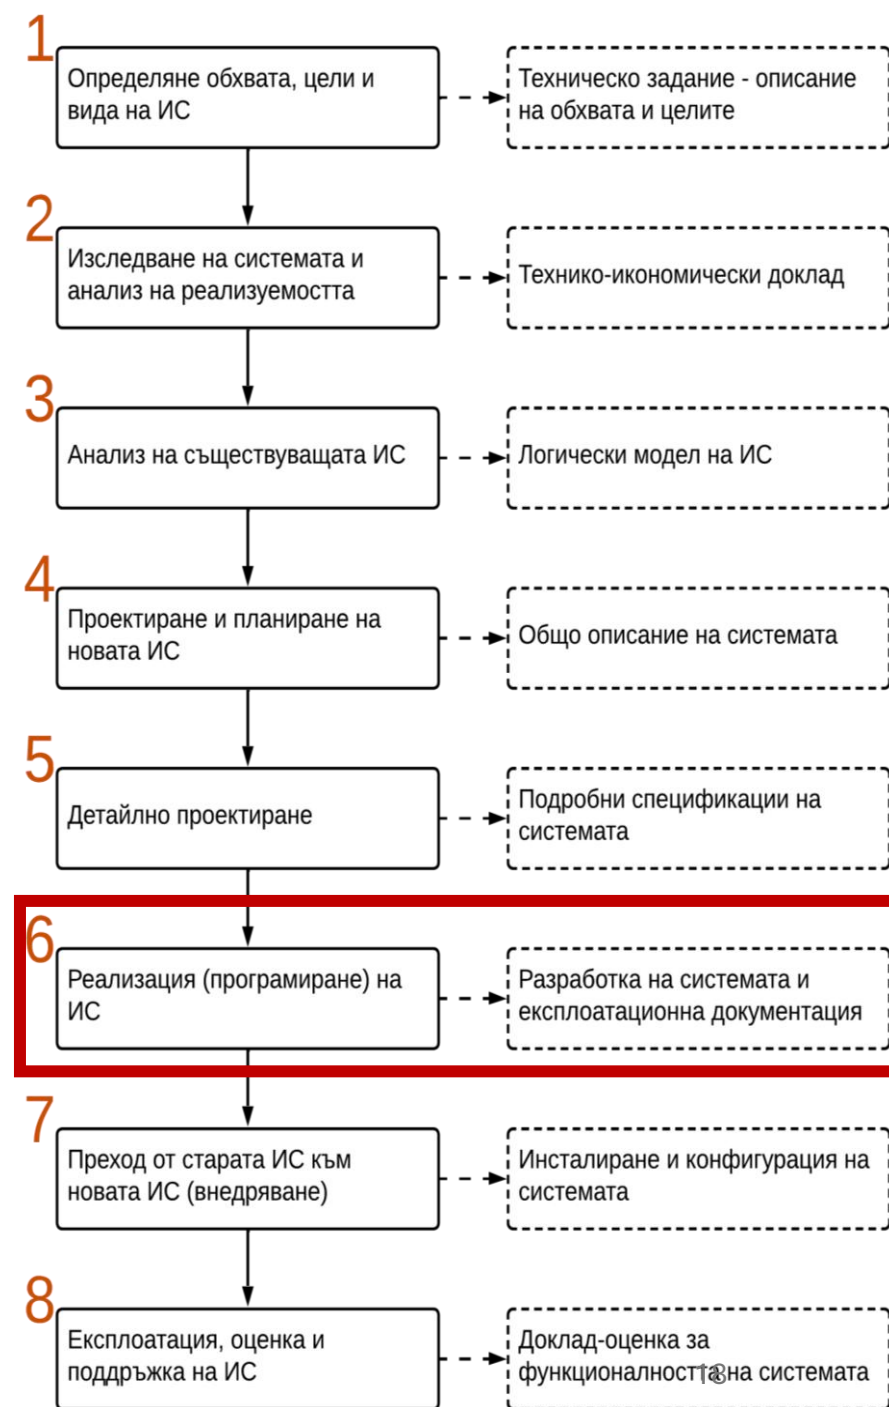 1
Определяне обхвата, цели и
вида на ИС
Техническо задание - описание
на обхвата и целите
2
Изследване на системата и
анализ на реализуемостта
Технико-икономически доклад
3
Анализ на съществуващата ИС
Логически модел на ИС
4
Проектиране и планиране на
новата ИС
Общо описание на системата
5
Детайлно проектиране
Подробни спецификации на
системата
6
Реализация (програмиране) на
ИС
Разработка на системата и
експлоатационна документация
7
Преход от старата ИС към
новата ИС (внедряване)
Инсталиране и конфигурация на
системата
8
Експлоатация, оценка и
поддръжка на ИС
Доклад-оценка за
функционалността на системата
18